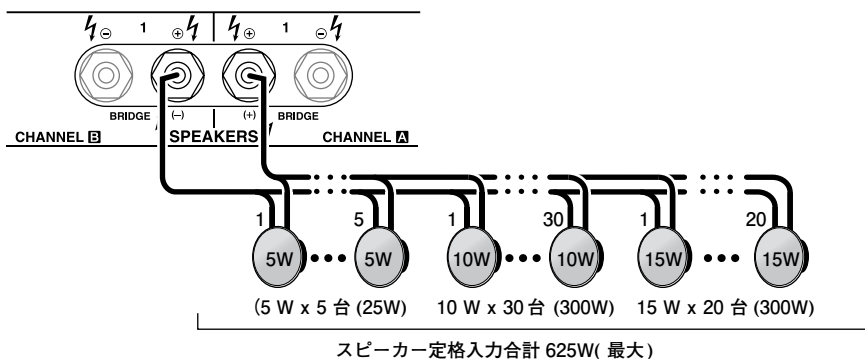 ⊖ 1 ⊕ ⊕ 1 ⊖
BRIDGE (−) (+) BRIDGE
CHANNEL B SPEAKERS CHANNEL A
1 5 1 30 1 20
5W 5W 10W 10W 15W 15W
(5 W x 5 台 (25W) 10 W x 30 台 (300W) 15 W x 20 台 (300W)
スピーカー定格入力合計 625W( 最大 )